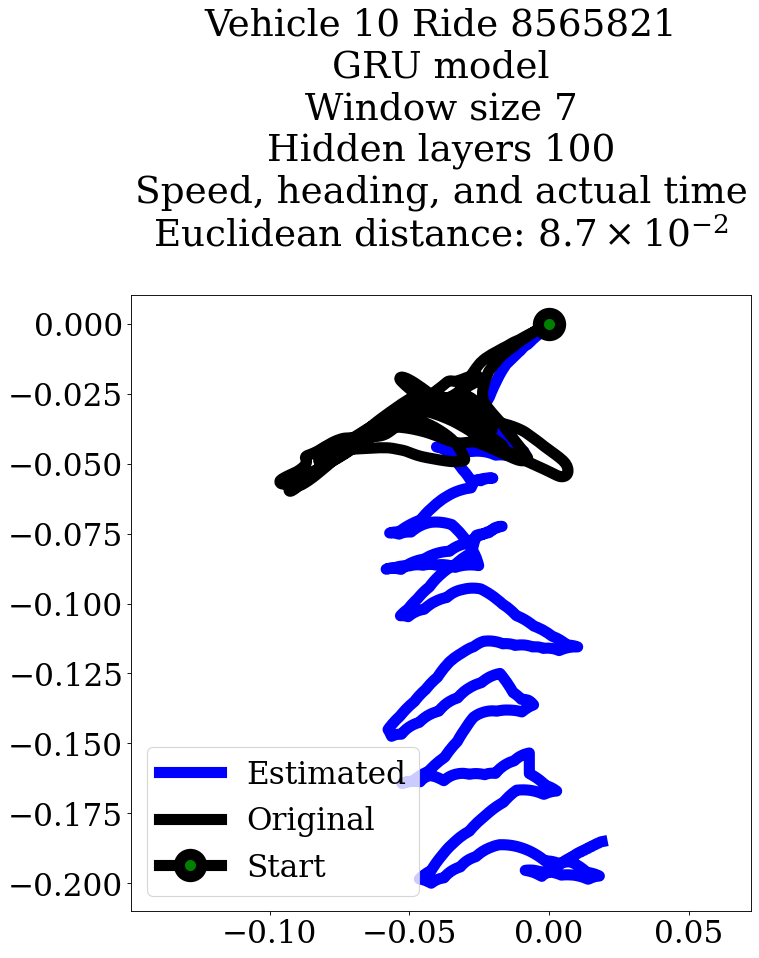 Vehicle 10 Ride 8565821
GRU model
Window size 7
Hidden layers 100
Speed, heading, and actual time
Euclidean distance: 8.7 × 10⁻²
0.000
−0.025
−0.050
−0.075
−0.100
−0.125
−0.150
−0.175
−0.200
Estimated
Original
Start
−0.10
−0.05
0.00
0.05